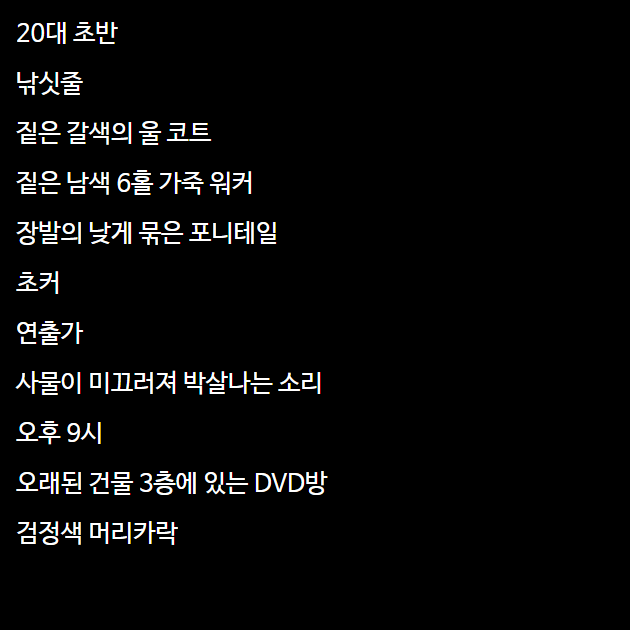 20대 초반
낚싯줄
짙은 갈색의 울 코트
짙은 남색 6홀 가죽 워커
장발의 낮게 묶은 포니테일
초커
연출가
사물이 미끄러져 박살나는 소리
오후 9시
오래된 건물 3층에 있는 DVD방
검정색 머리카락